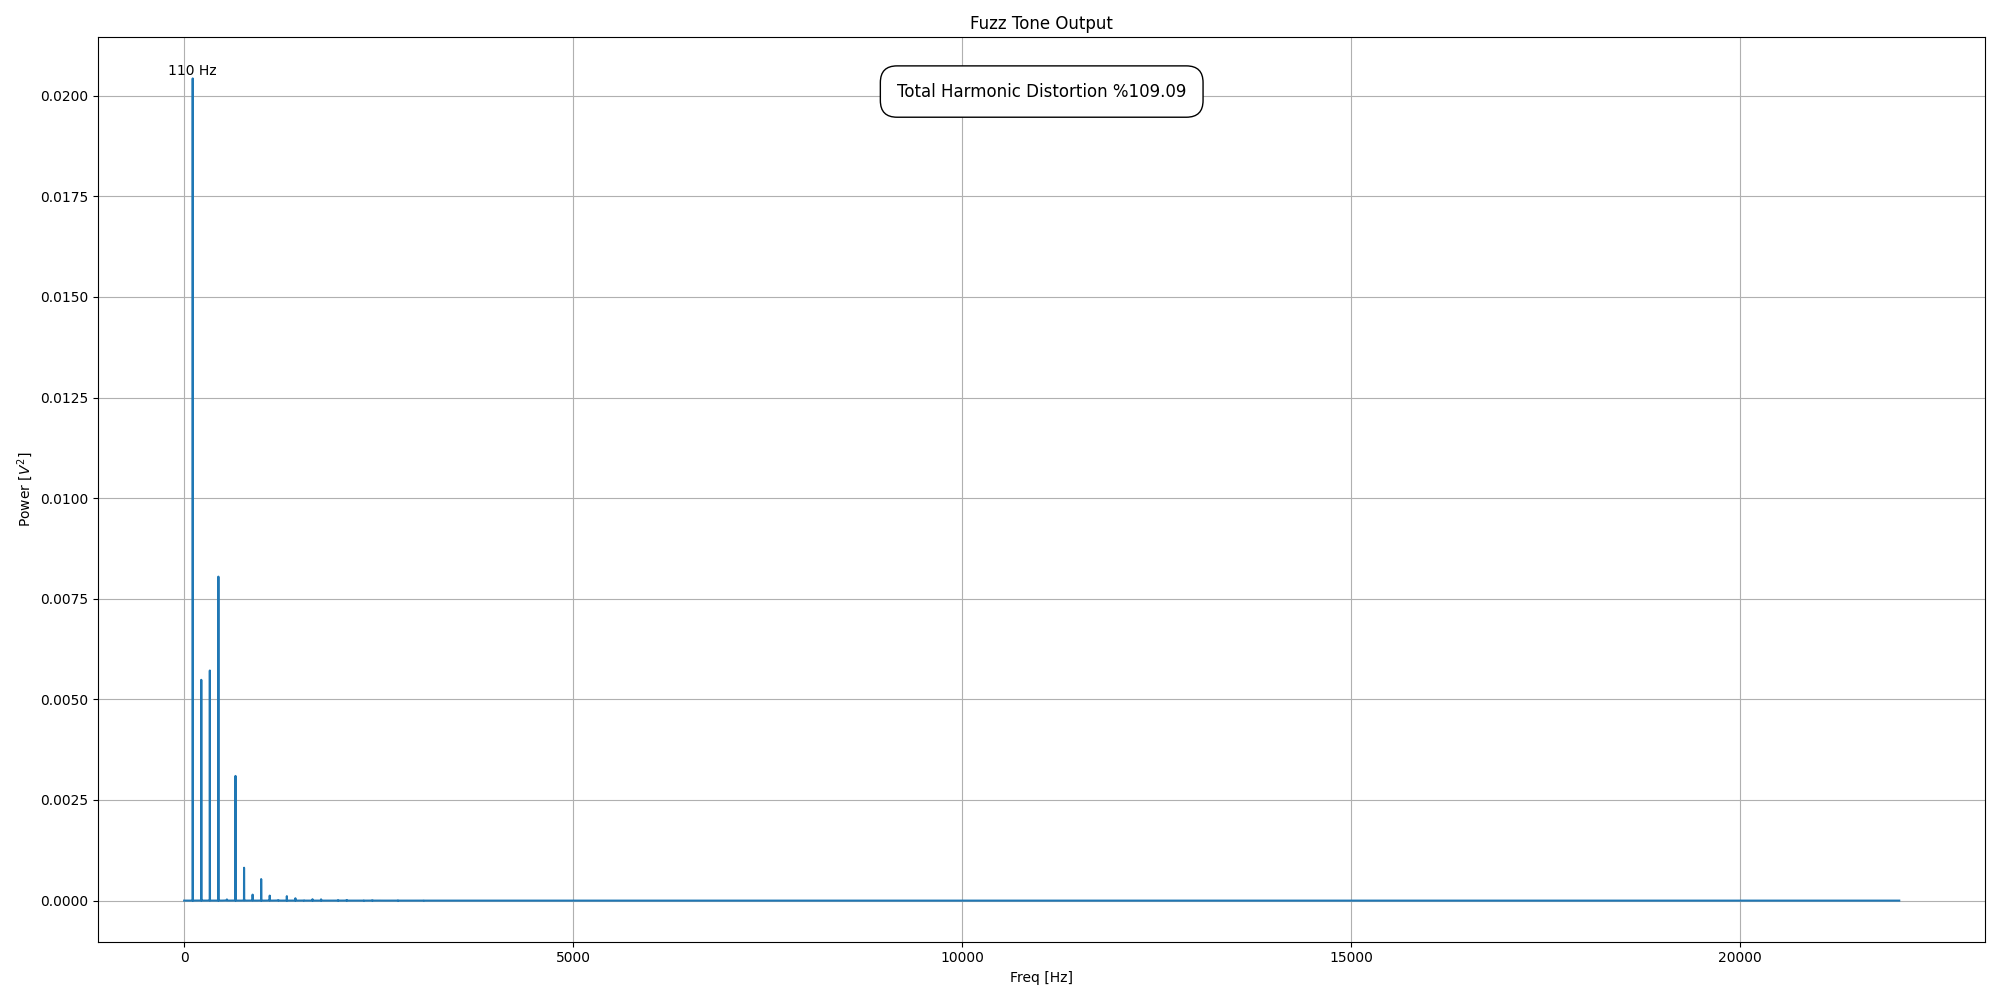 Fuzz Tone Output
110 Hz
Total Harmonic Distortion %109.09
0.0200
0.0175
0.0150
0.0125
0.0100
0.0075
0.0050
0.0025
0.0000
Power [V²]
0 5000 10000 15000 20000
Freq [Hz]